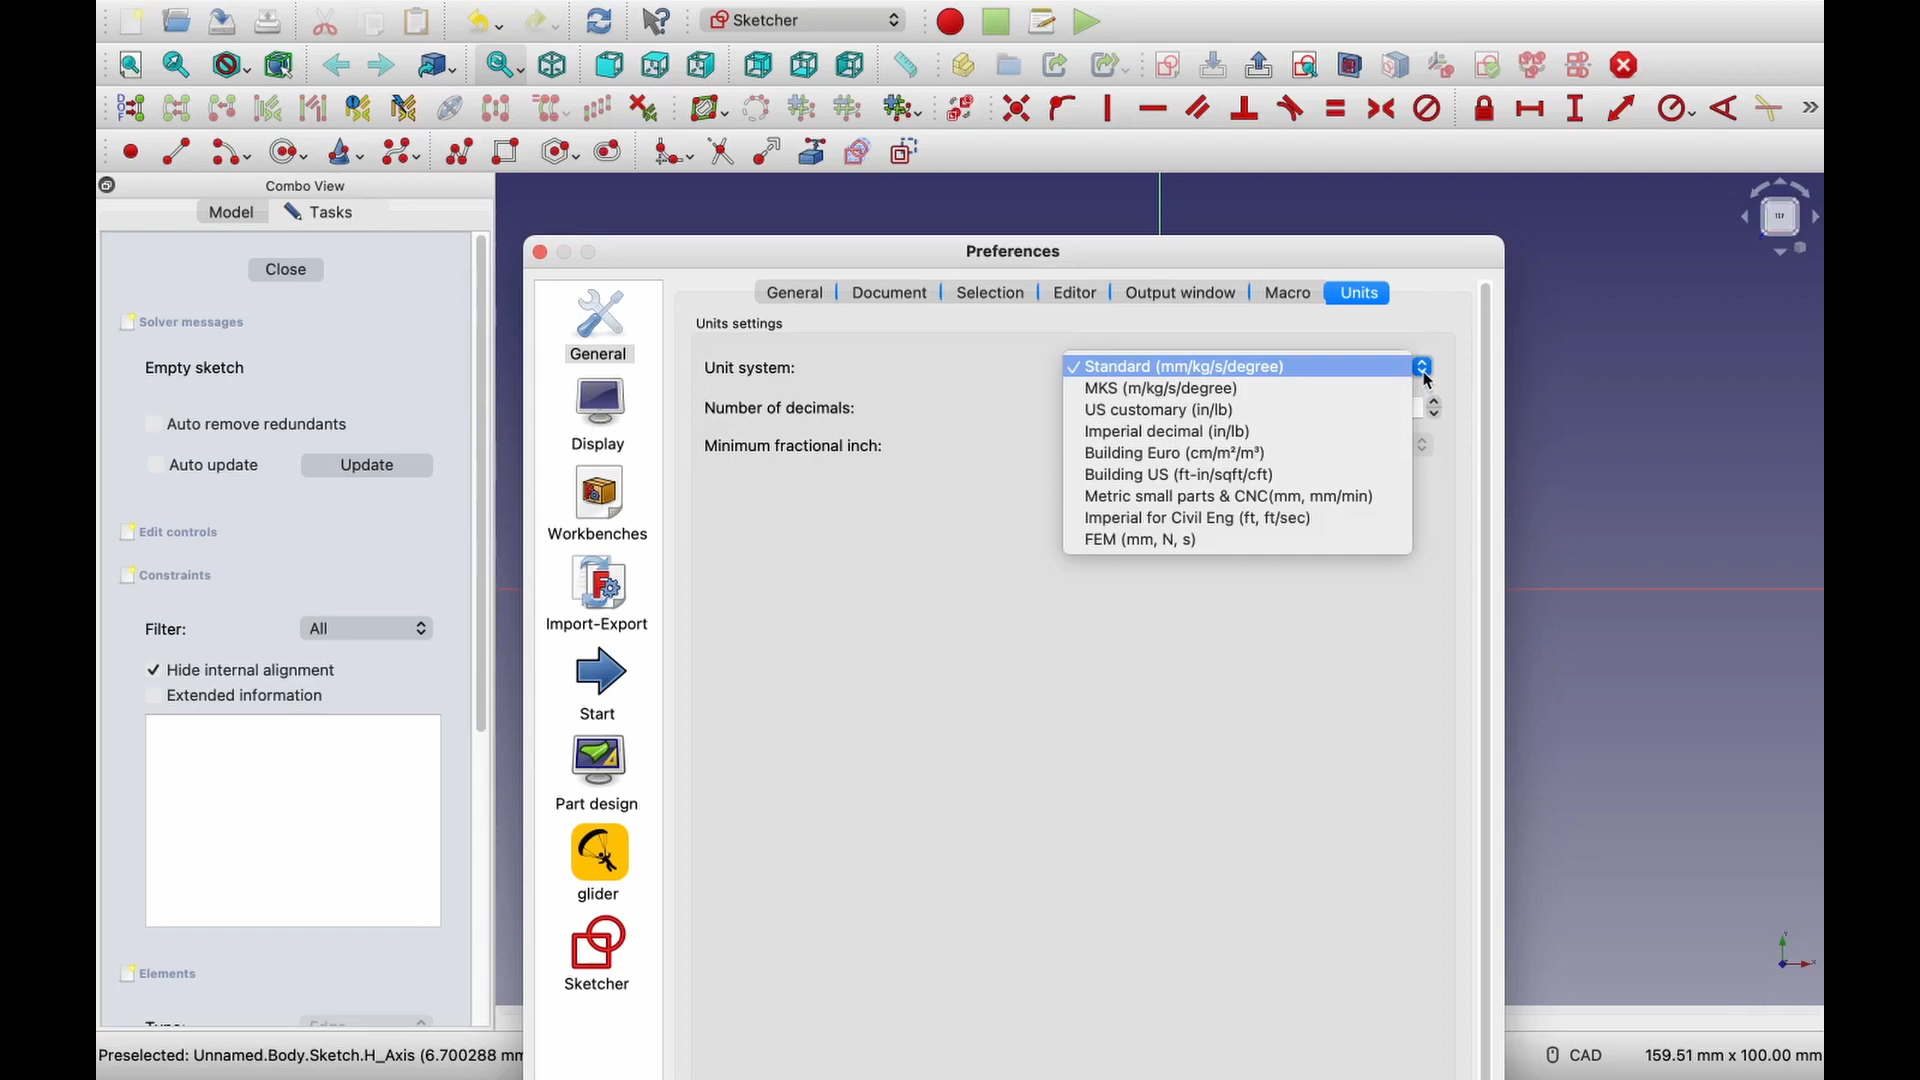 Sketcher
Combo View
Model
Tasks
Close
Solver messages
Empty sketch
Auto remove redundants
Auto update
Update
Edit controls
Constraints
Filter:
All
Hide internal alignment
Extended information
Elements
Preselected: Unnamed.Body.Sketch.H_Axis (6.700288 mm
Preferences
General
Document
Selection
Editor
Output window
Macro
Units
General
Display
Workbenches
Import-Export
Start
Part design
glider
Sketcher
Units settings
Unit system:
Number of decimals:
Minimum fractional inch:
Standard (mm/kg/s/degree)
MKS (m/kg/s/degree)
US customary (in/lb)
Imperial decimal (in/lb)
Building Euro (cm/m²/m³)
Building US (ft-in/sqft/cft)
Metric small parts & CNC(mm, mm/min)
Imperial for Civil Eng (ft, ft/sec)
FEM (mm, N, s)
CAD
159.51 mm x 100.00 mm